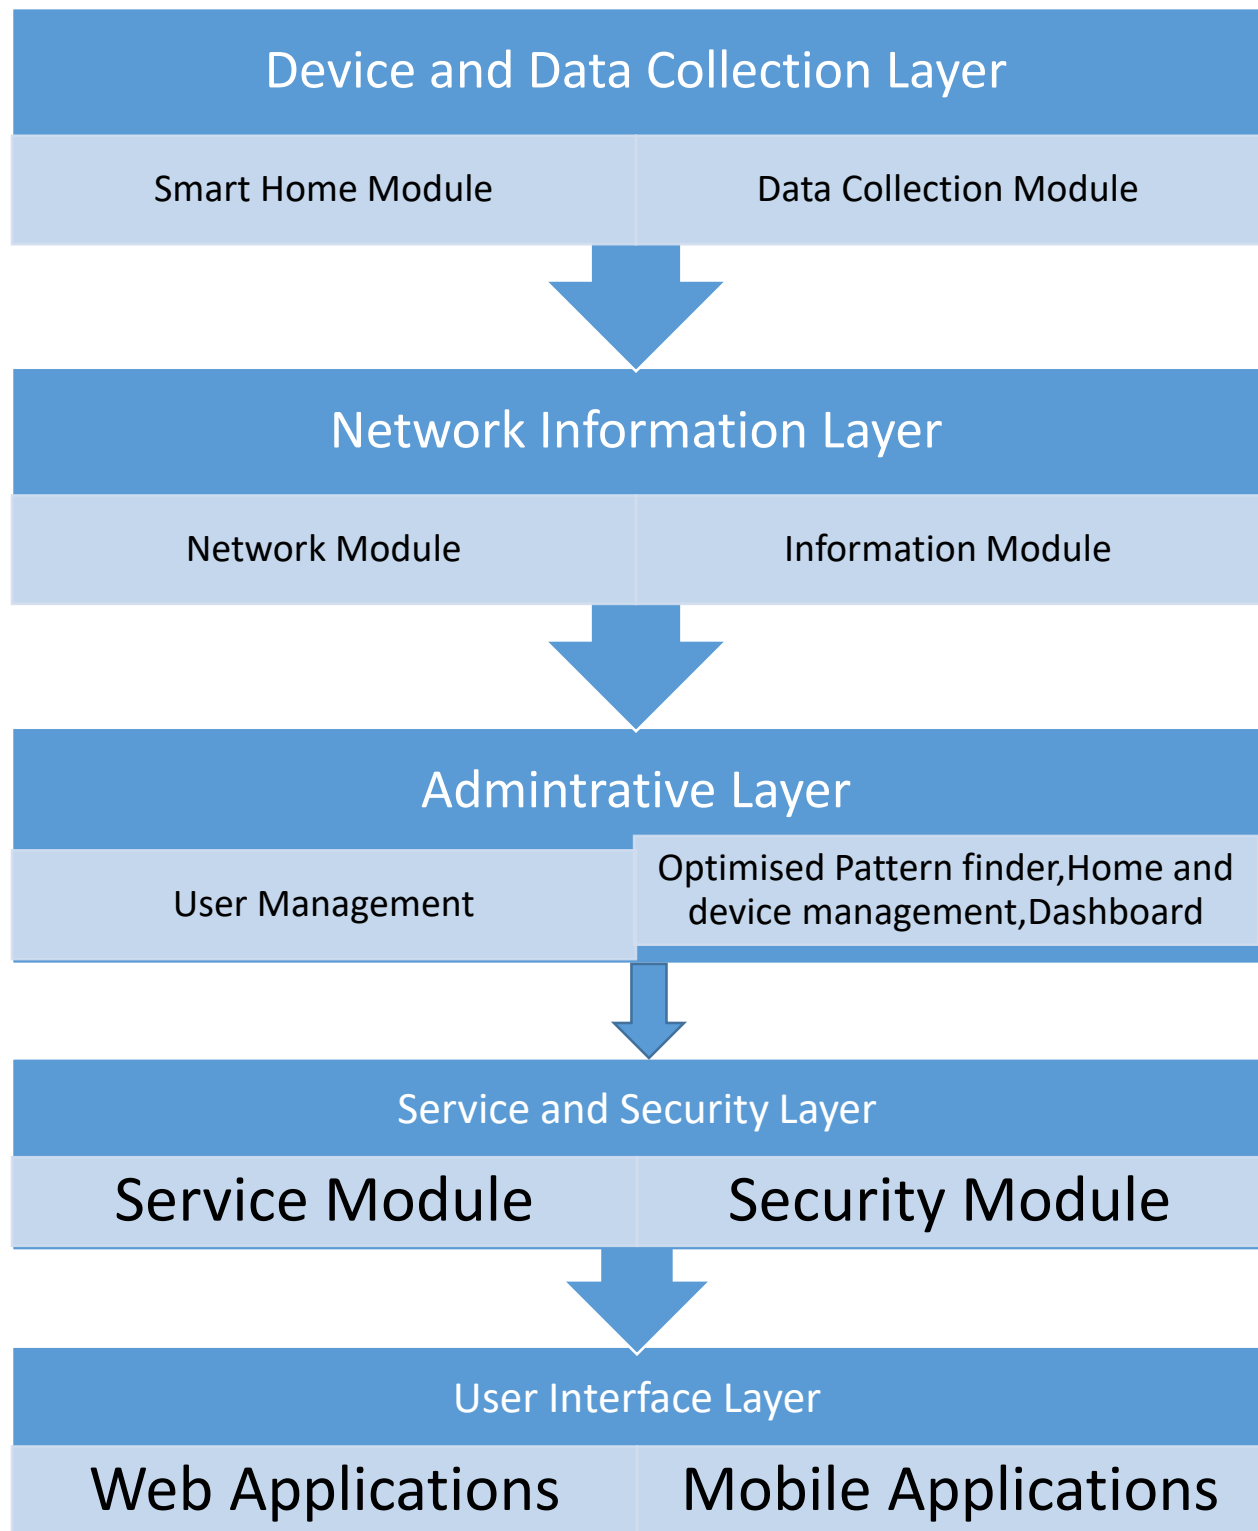 Device and Data Collection Layer
Smart Home Module
Data Collection Module
Network Information Layer
Network Module
Information Module
Admintrative Layer
User Management
Optimised Pattern finder,Home and
device management,Dashboard
Service and Security Layer
Service Module
Security Module
User Interface Layer
Web Applications
Mobile Applications